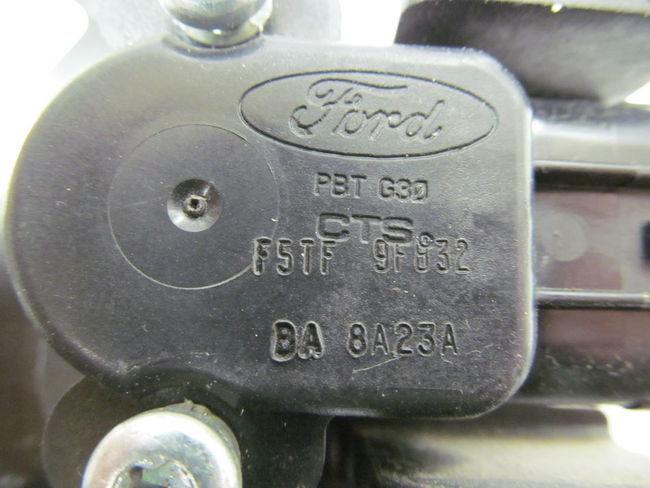 Ford
PBT G30
CTS
F5TF 9F832
BA 8A23A